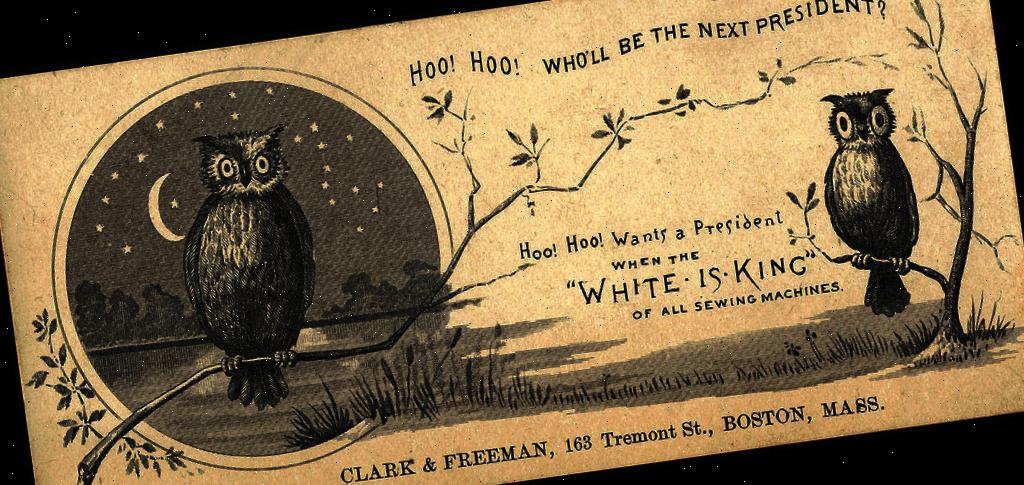 HOO! HOO! WHO'LL BE THE NEXT PRESIDENT?
Hoo! Hoo! Wants a President
WHEN THE
"WHITE·IS·KING"
OF ALL SEWING MACHINES.
CLARK & FREEMAN, 163 Tremont St., BOSTON, MASS.